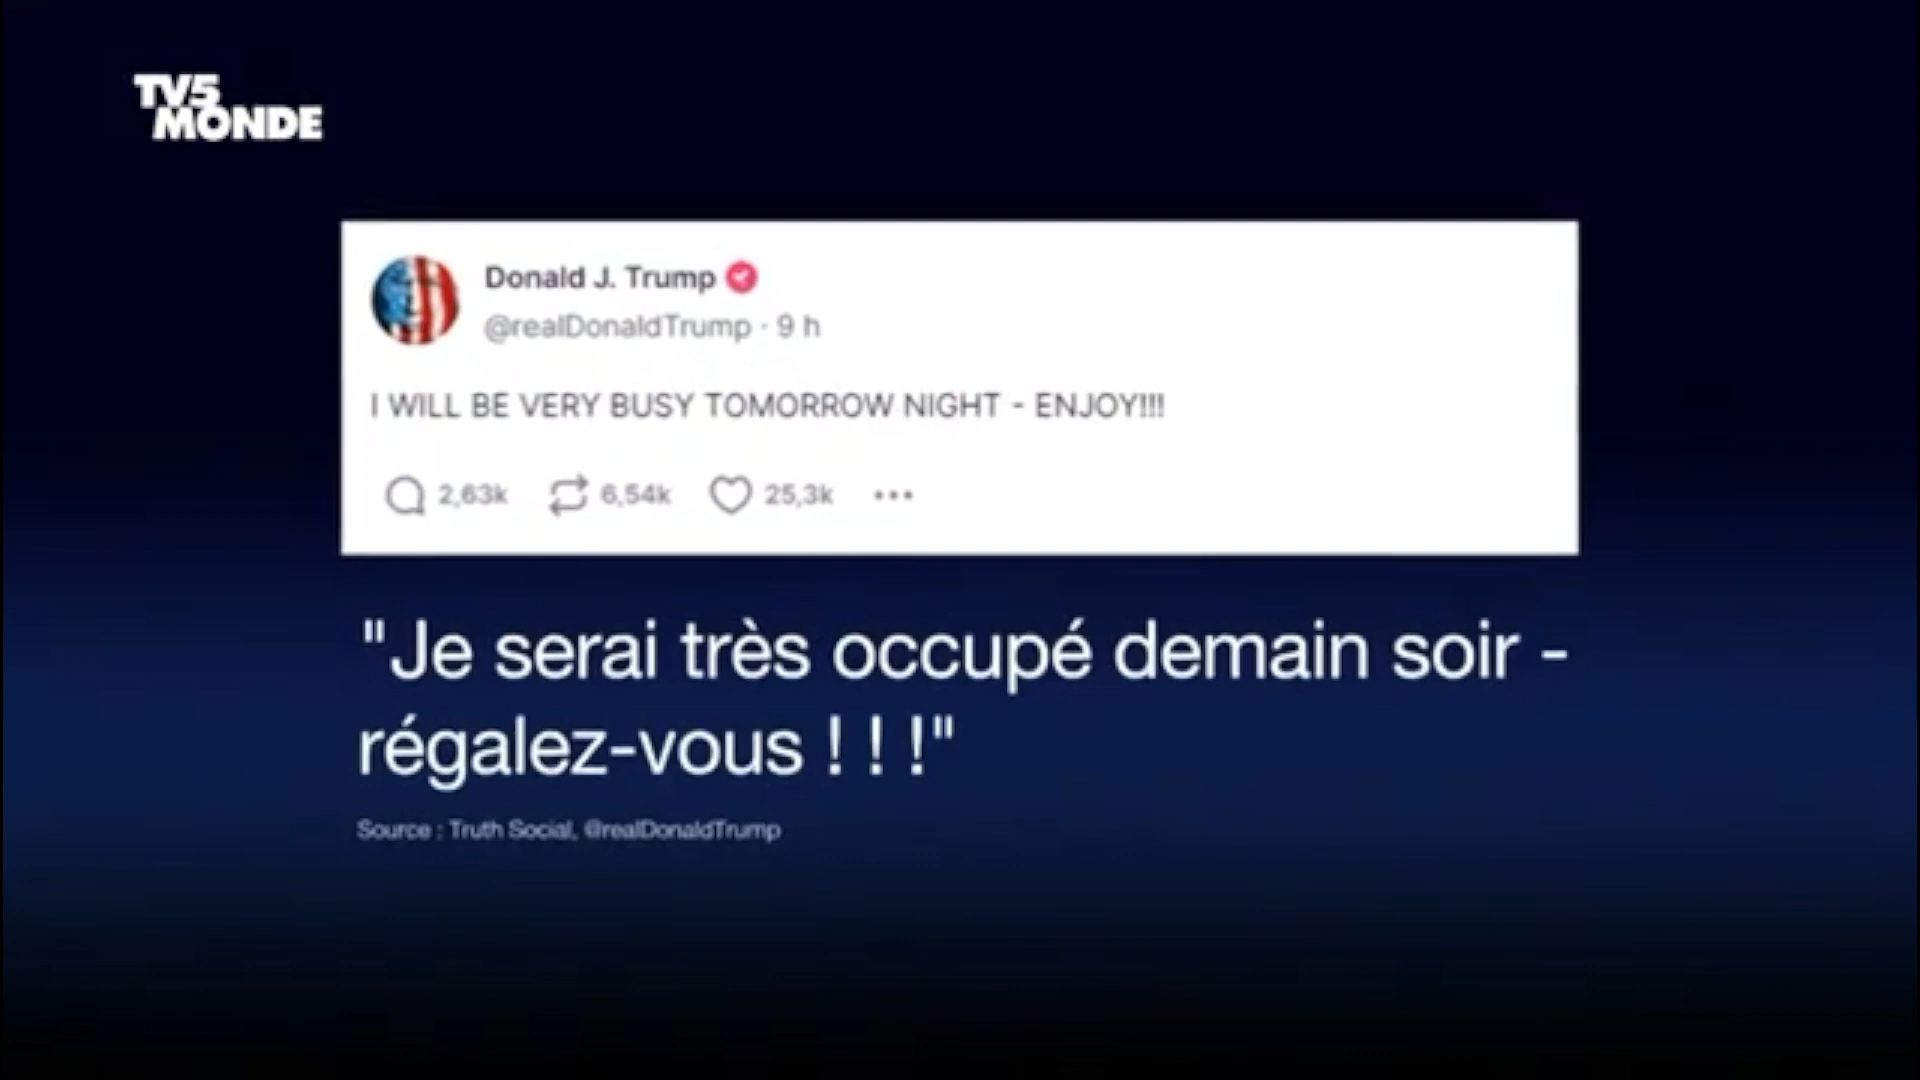 TV5
MONDE
Donald J. Trump
@realDonaldTrump · 9 h
I WILL BE VERY BUSY TOMORROW NIGHT - ENJOY!!!
2,63k 6,54k 25,3k
"Je serai très occupé demain soir -
régalez-vous ! ! !"
Source : Truth Social, @realDonaldTrump